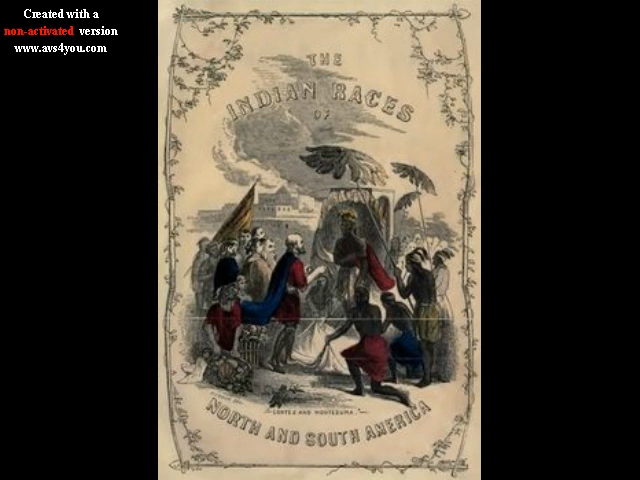 Created with a
non-activated version
www.avs4you.com
THE
INDIAN RACES
OF
"CORTEZ AND MONTEZUMA."
NORTH AND SOUTH AMERICA